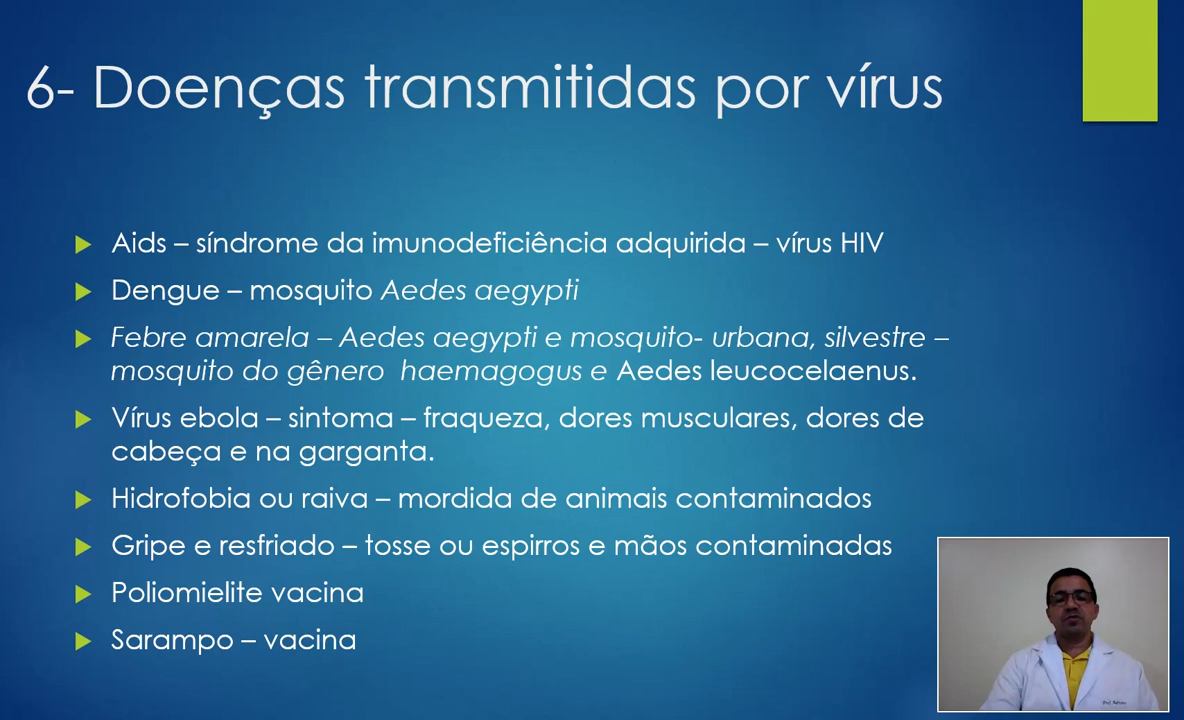 6- Doenças transmitidas por vírus
Aids – síndrome da imunodeficiência adquirida – vírus HIV
Dengue – mosquito Aedes aegypti
Febre amarela – Aedes aegypti e mosquito- urbana, silvestre –
mosquito do gênero haemagogus e Aedes leucocelaenus.
Vírus ebola – sintoma – fraqueza, dores musculares, dores de
cabeça e na garganta.
Hidrofobia ou raiva – mordida de animais contaminados
Gripe e resfriado – tosse ou espirros e mãos contaminadas
Poliomielite vacina
Sarampo – vacina